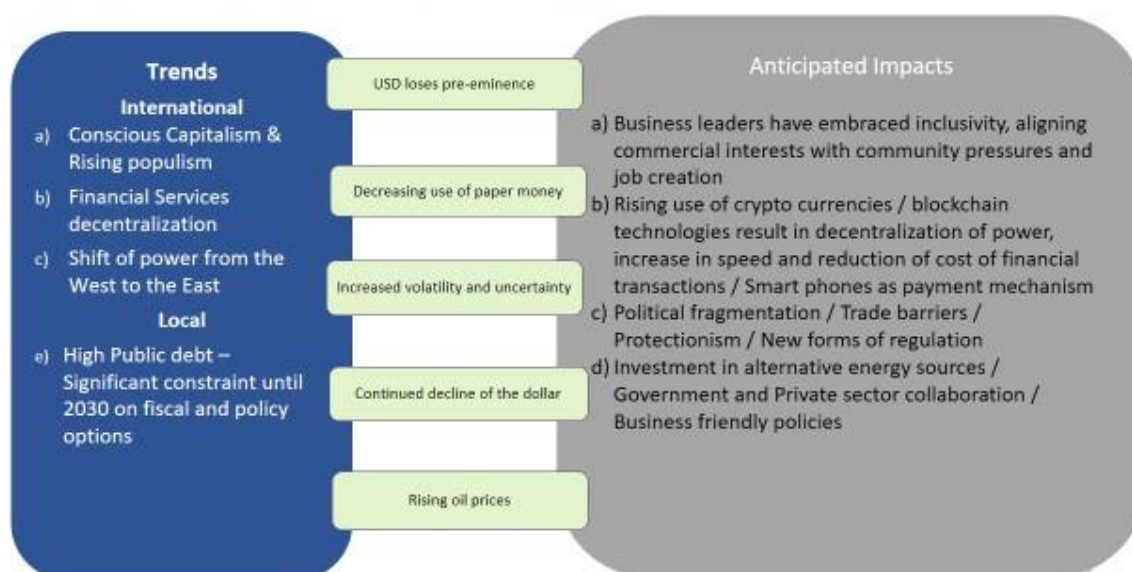 Trends
International
a) Conscious Capitalism &
Rising populism
b) Financial Services
decentralization
c) Shift of power from the
West to the East
Local
e) High Public debt –
Significant constraint until
2030 on fiscal and policy
options
USD loses pre-eminence
Decreasing use of paper money
Increased volatility and uncertainty
Continued decline of the dollar
Rising oil prices
Anticipated Impacts
a) Business leaders have embraced inclusivity, aligning
commercial interests with community pressures and
job creation
b) Rising use of crypto currencies / blockchain
technologies result in decentralization of power,
increase in speed and reduction of cost of financial
transactions / Smart phones as payment mechanism
c) Political fragmentation / Trade barriers /
Protectionism / New forms of regulation
d) Investment in alternative energy sources /
Government and Private sector collaboration /
Business friendly policies